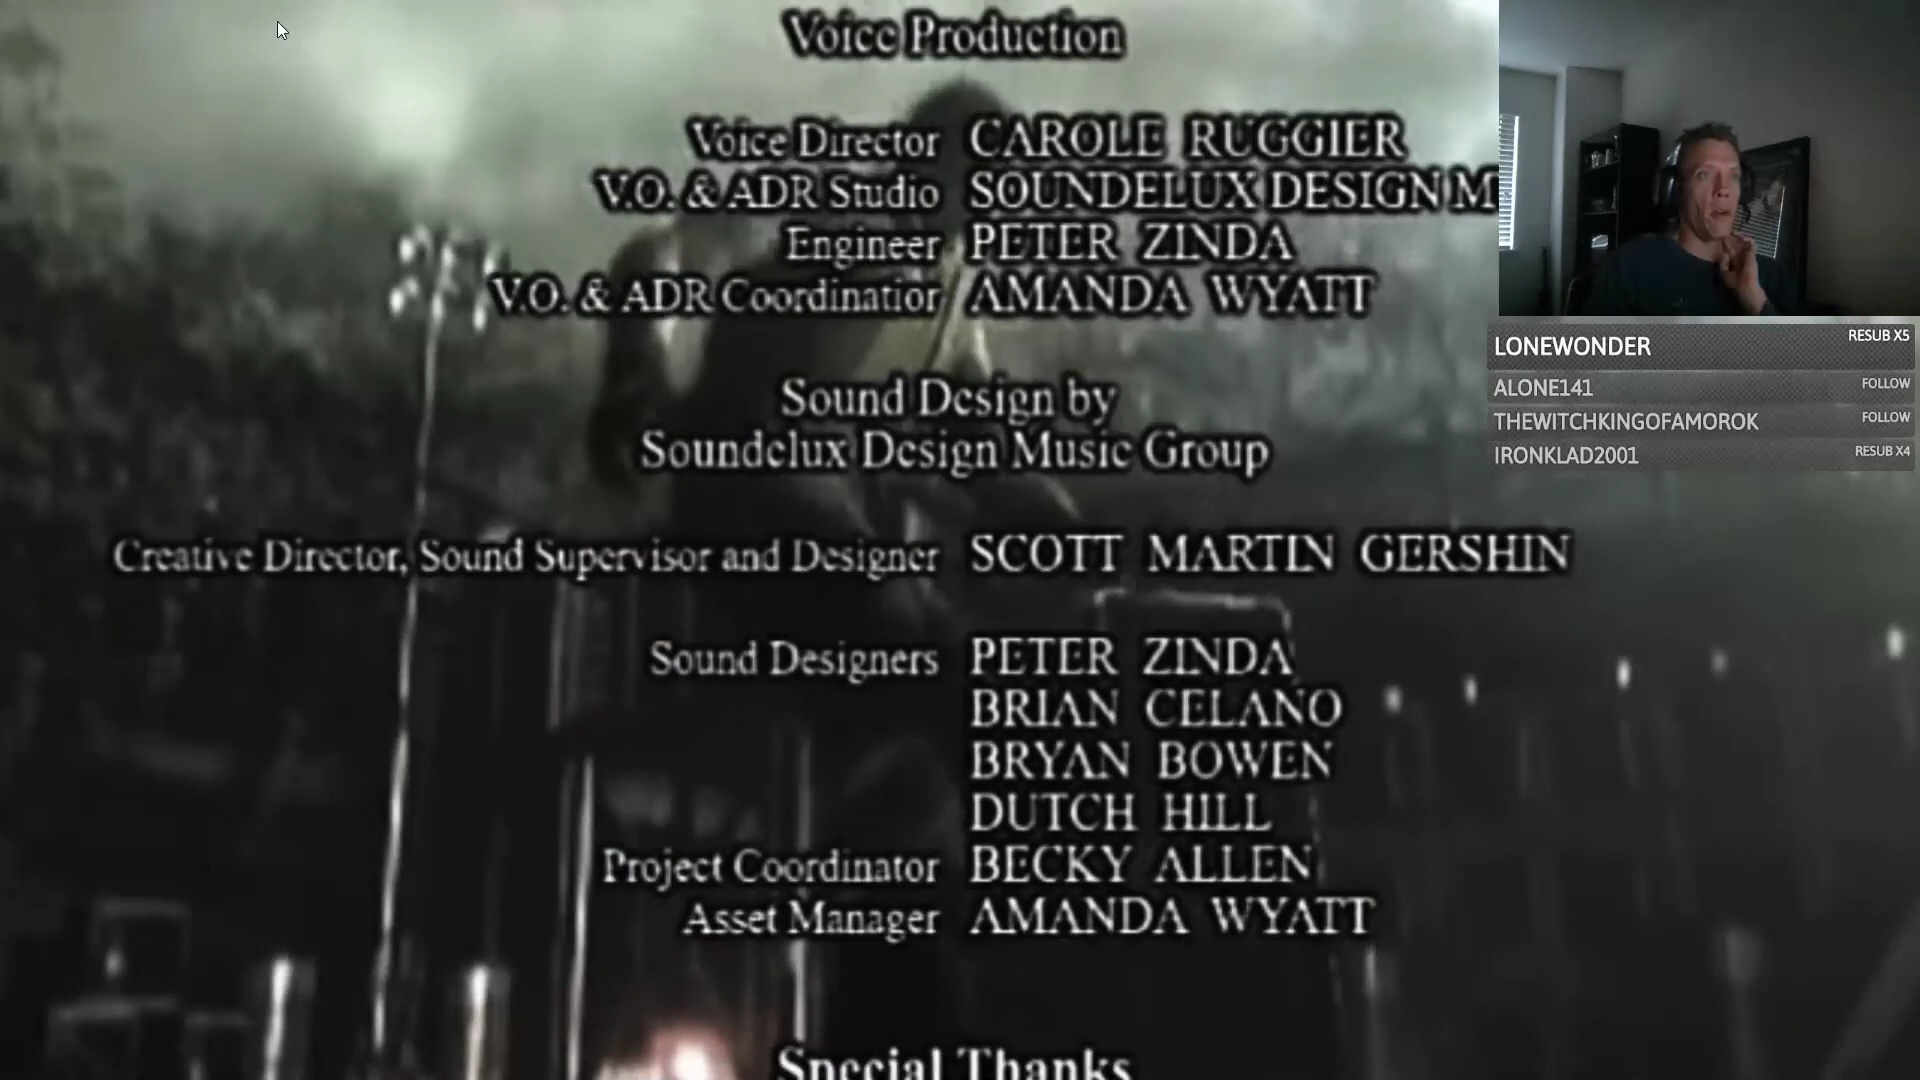 Voice Production
Voice Director CAROLE RUGGIER
V.O. & ADR Studio SOUNDELUX DESIGN M
Engineer PETER ZINDA
V.O. & ADR Coordination AMANDA WYATT
Sound Design by
Soundelux Design Music Group
Creative Director, Sound Supervisor and Designer SCOTT MARTIN GERSHIN
Sound Designers PETER ZINDA
BRIAN CELANO
BRYAN BOWEN
DUTCH HILL
Project Coordinator BECKY ALLEN
Asset Manager AMANDA WYATT
Special Thanks
LONEWONDER RESUB X5
ALONE141 FOLLOW
THEWITCHKINGOFAMOROK FOLLOW
IRONKLAD2001 RESUB X4